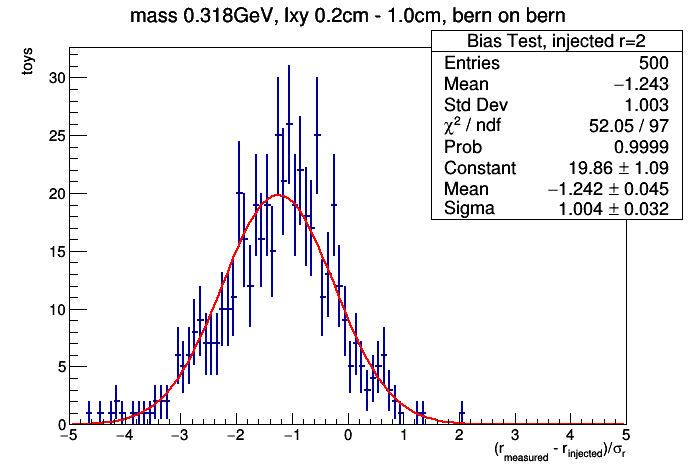 mass 0.318GeV, lxy 0.2cm - 1.0cm, bern on bern
Bias Test, injected r=2
Entries 500
Mean −1.243
Std Dev 1.003
χ² / ndf 52.05 / 97
Prob 0.9999
Constant 19.86 ± 1.09
Mean −1.242 ± 0.045
Sigma 1.004 ± 0.032
toys
30
25
20
15
10
5
0
−5 −4 −3 −2 −1 0 1 2 3 4 5
(r_measured - r_injected)/σ_r